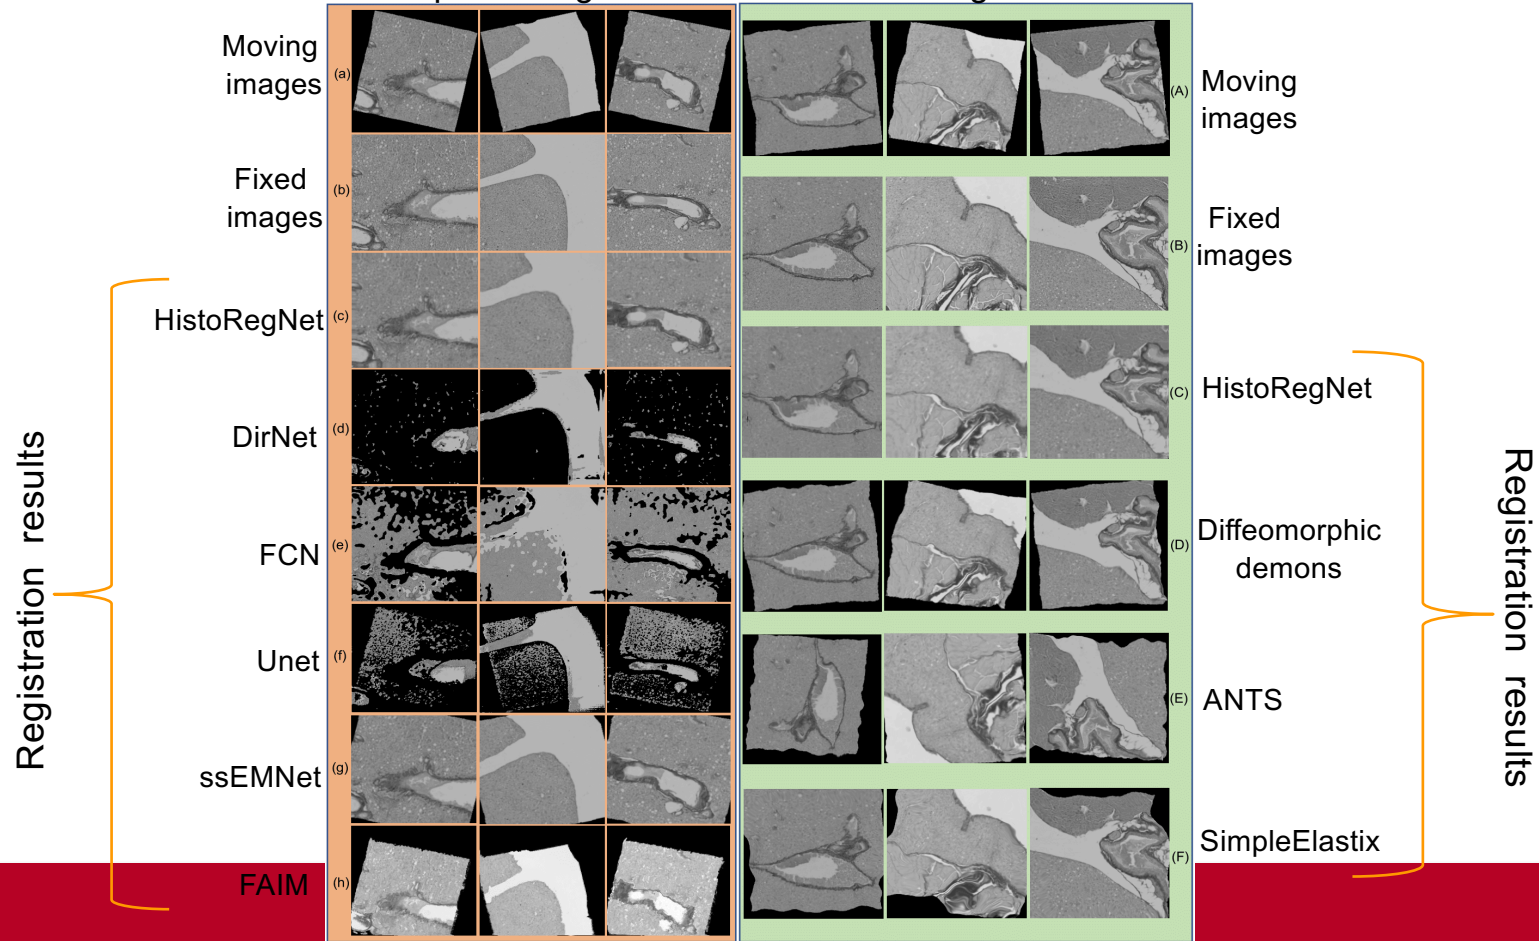 Moving
images
(a)
Fixed
images
(b)
HistoRegNet
(c)
DirNet
(d)
FCN
(e)
Unet
(f)
ssEMNet
(g)
FAIM
(h)
Registration results
(A)
Moving
images
(B)
Fixed
images
(C)
HistoRegNet
(D)
Diffeomorphic
demons
(E)
ANTS
(F)
SimpleElastix
Registration results